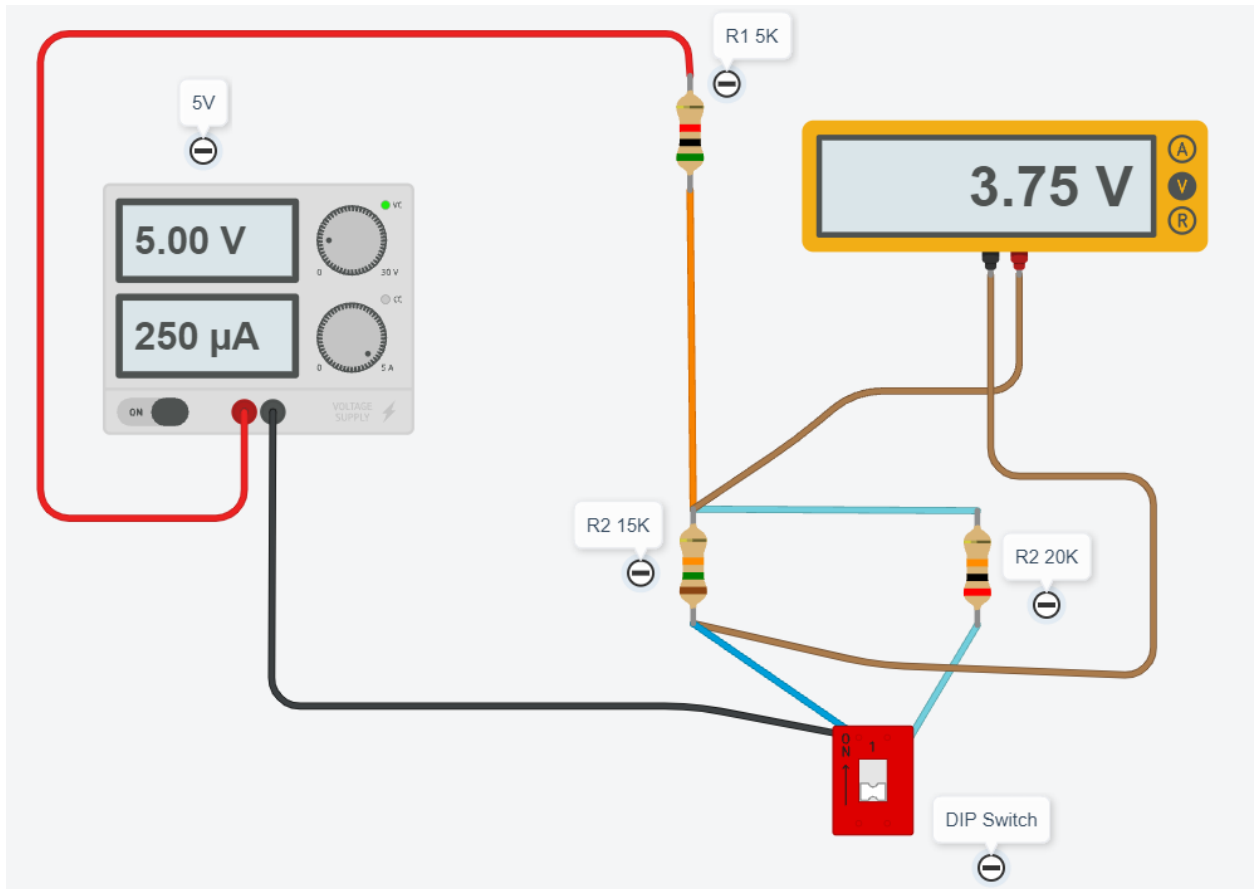 R1 5K
5V
3.75 V
A
V
R
5.00 V
VC
0
30 V
250 µA
CC
0
5 A
ON
VOLTAGE
SUPPLY
R2 15K
R2 20K
ON
1
DIP Switch